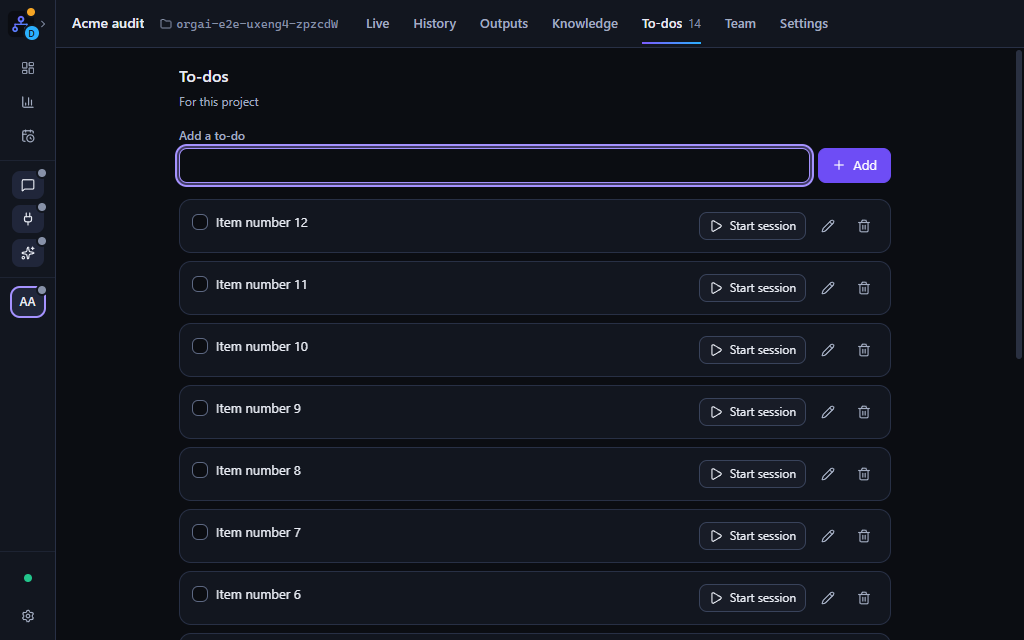 Acme audit orgai-e2e-uxeng4-zpzcdW Live History Outputs Knowledge To-dos 14 Team Settings
D
AA
To-dos
For this project
Add a to-do
Add
Item number 12 Start session
Item number 11 Start session
Item number 10 Start session
Item number 9 Start session
Item number 8 Start session
Item number 7 Start session
Item number 6 Start session